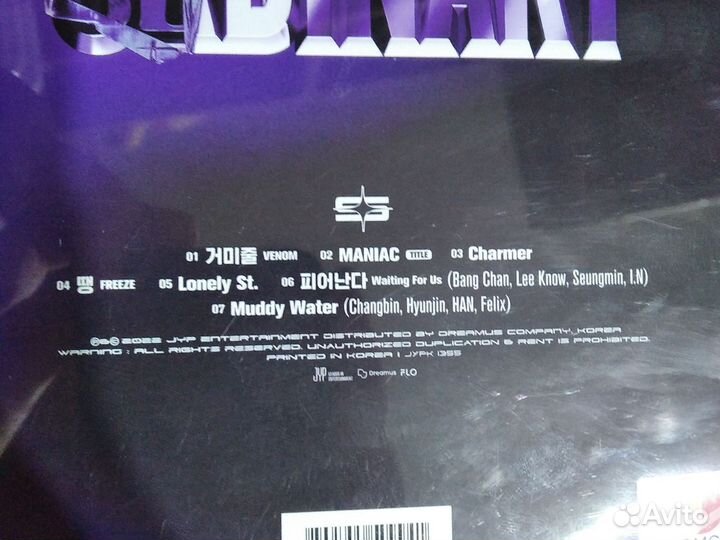 01 거미줄 VENOM 02 MANIAC TITLE 03 Charmer
04 땡 FREEZE 05 Lonely St. 06 피어난다 Waiting For Us (Bang Chan, Lee Know, Seungmin, I.N)
07 Muddy Water (Changbin, Hyunjin, HAN, Felix)
℗&© 2022 JYP ENTERTAINMENT DISTRIBUTED BY DREAMUS COMPANY_KOREA
WARNING : ALL RIGHTS RESERVED. UNAUTHORIZED DUPLICATION & RENT IS PROHIBITED.
PRINTED IN KOREA | JYPK 1355
JYP LEADER IN ENTERTAINMENT Dreamus FLO
Avito